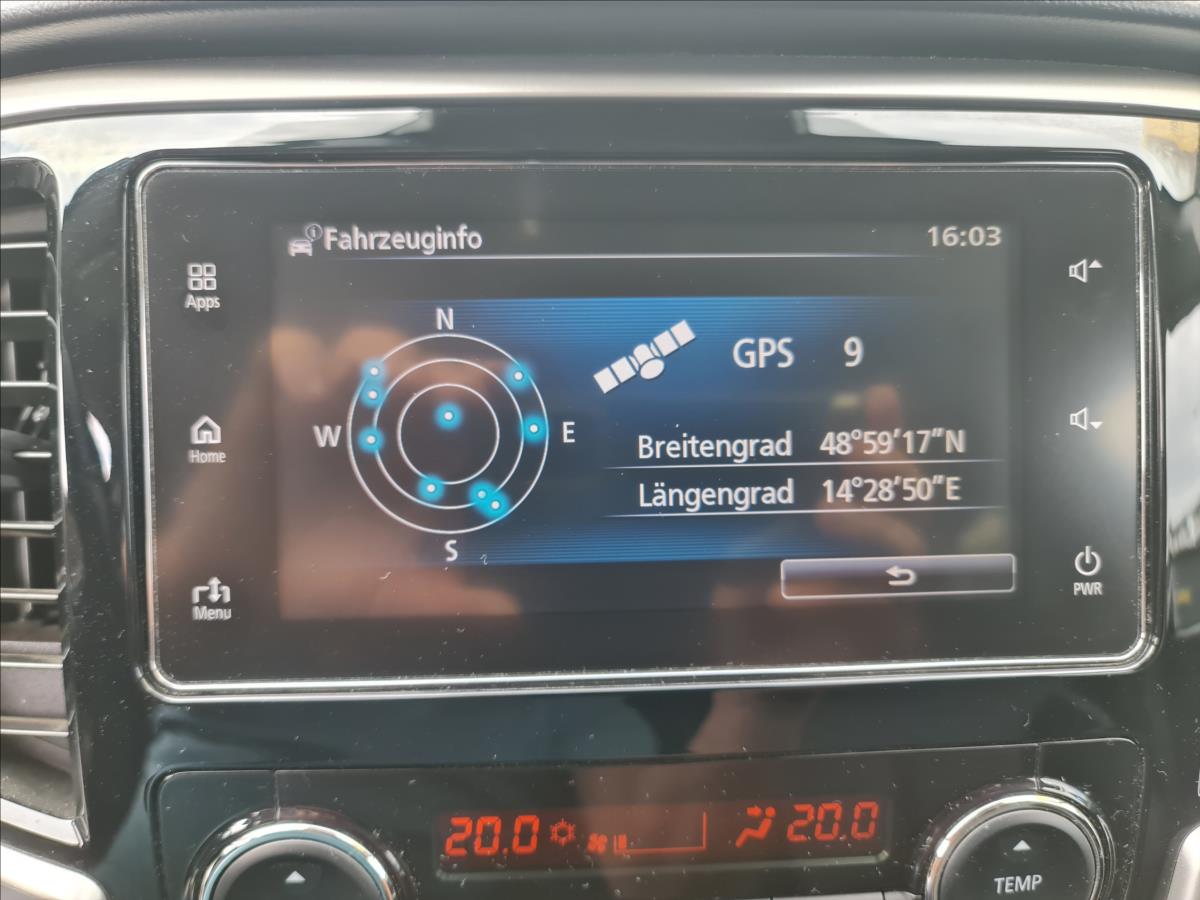 Fahrzeuginfo 16:03
Apps
N
GPS 9
W E
Breitengrad 48°59’17”N
Home
Längengrad 14°28’50”E
S
Menu
PWR
20.0 20.0
TEMP